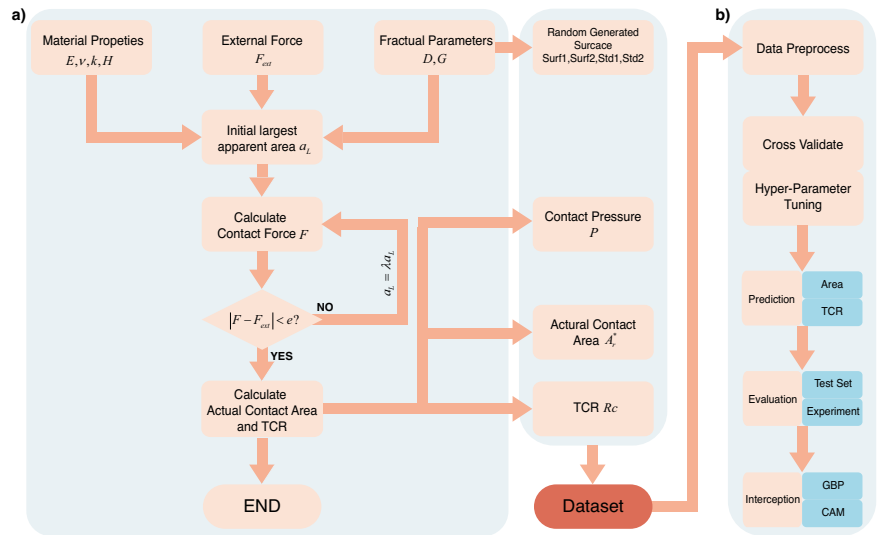 a)
Material Propeties
E,ν,k,H
External Force
F_ext
Fractual Parameters
D,G
Random Generated
Surcace
Surf1,Surf2,Std1,Std2
Initial largest
apparent area a_L
Calculate
Contact Force F
a_L = λa_L
|F−F_ext|<e?
NO
YES
Calculate
Actual Contact Area
and TCR
END
Contact Pressure
P
Actural Contact
Area A_r^*
TCR Rc
Dataset
b)
Data Preprocess
Cross Validate
Hyper-Parameter
Tuning
Prediction
Area
TCR
Evaluation
Test Set
Experiment
Interception
GBP
CAM